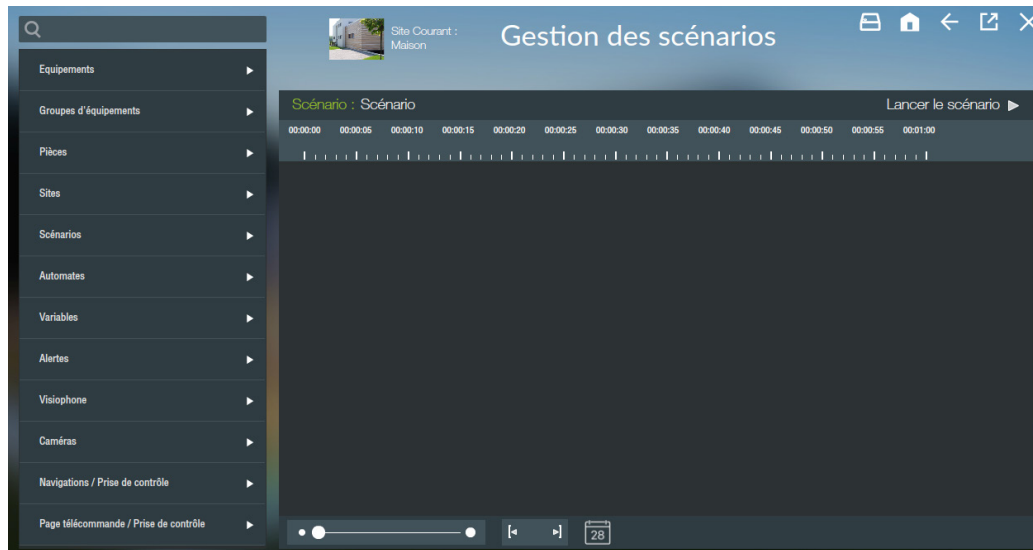 Site Courant :
Maison
Gestion des scénarios
Equipements
Groupes d'équipements
Pièces
Sites
Scénarios
Automates
Variables
Alertes
Visiophone
Caméras
Navigations / Prise de contrôle
Page télécommande / Prise de contrôle
Scénario : Scénario
Lancer le scénario
00:00:00 00:00:05 00:00:10 00:00:15 00:00:20 00:00:25 00:00:30 00:00:35 00:00:40 00:00:45 00:00:50 00:00:55 00:01:00
28